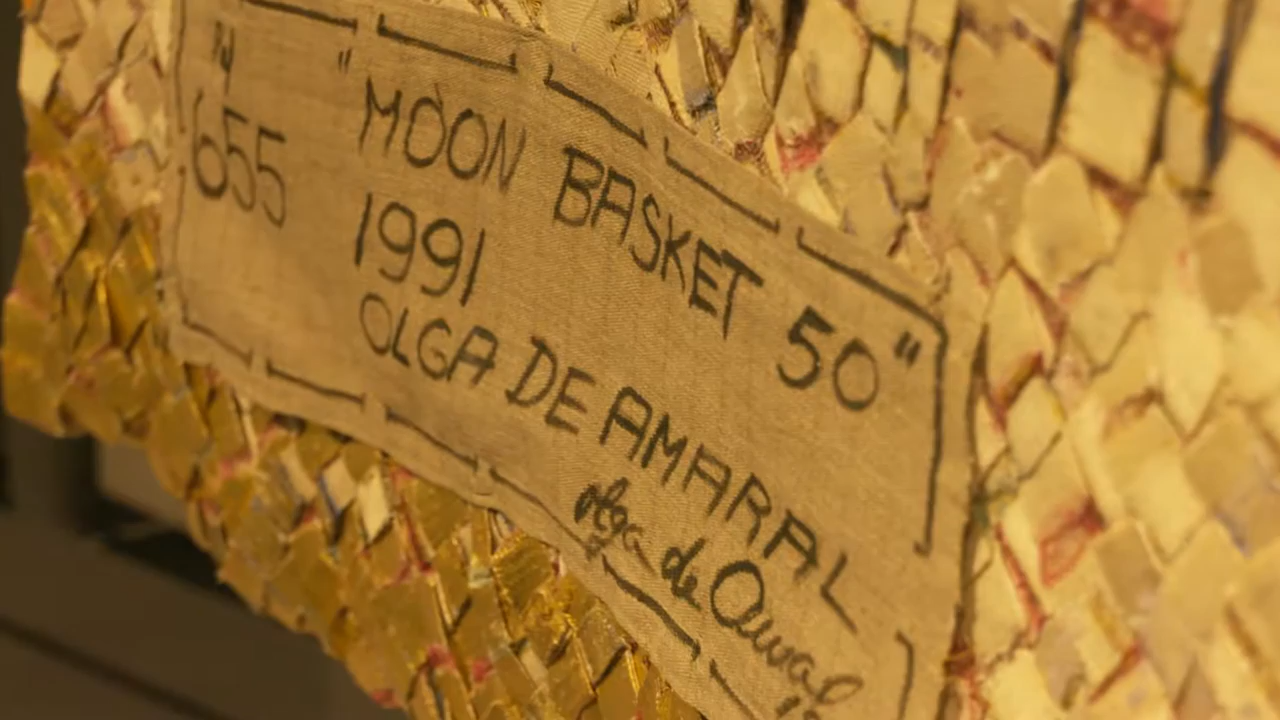 "
655
"MOON BASKET 50"
1991
OLGA DE AMARAL
olga de Amaral